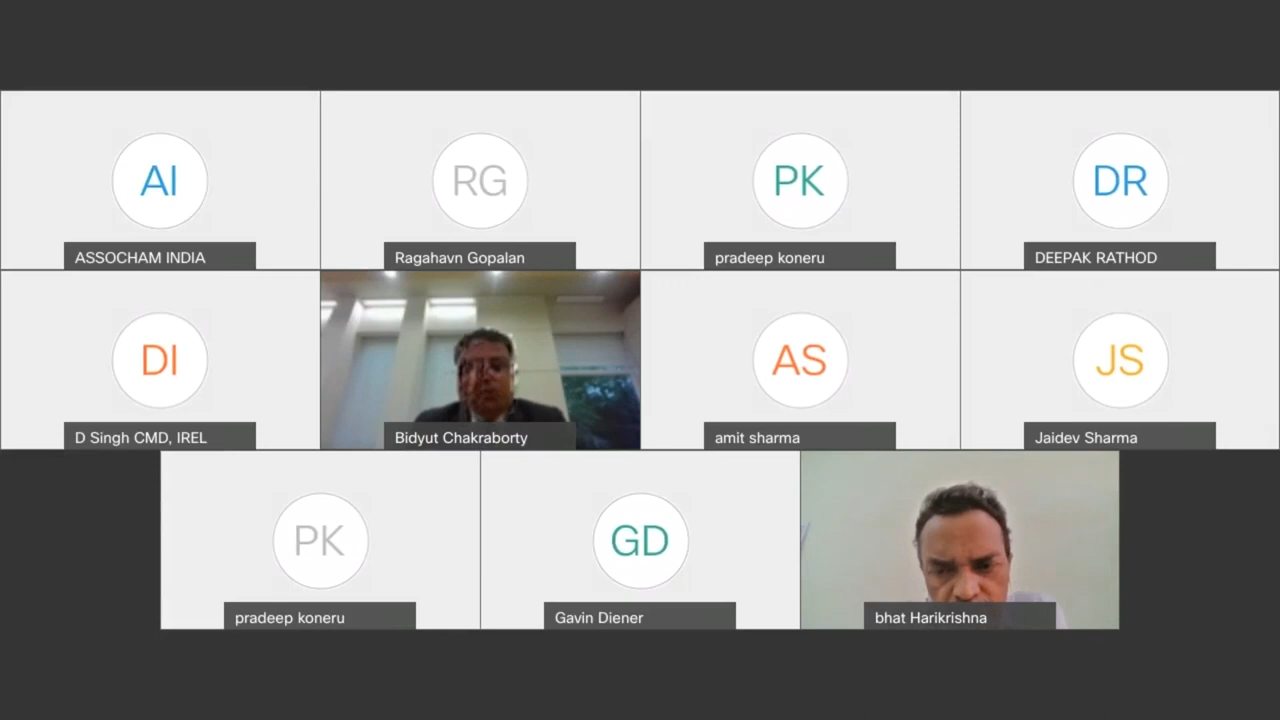 AI
RG
PK
DR
ASSOCHAM INDIA
Ragahavn Gopalan
pradeep koneru
DEEPAK RATHOD
DI
AS
JS
D Singh CMD, IREL
Bidyut Chakraborty
amit sharma
Jaidev Sharma
PK
GD
pradeep koneru
Gavin Diener
bhat Harikrishna